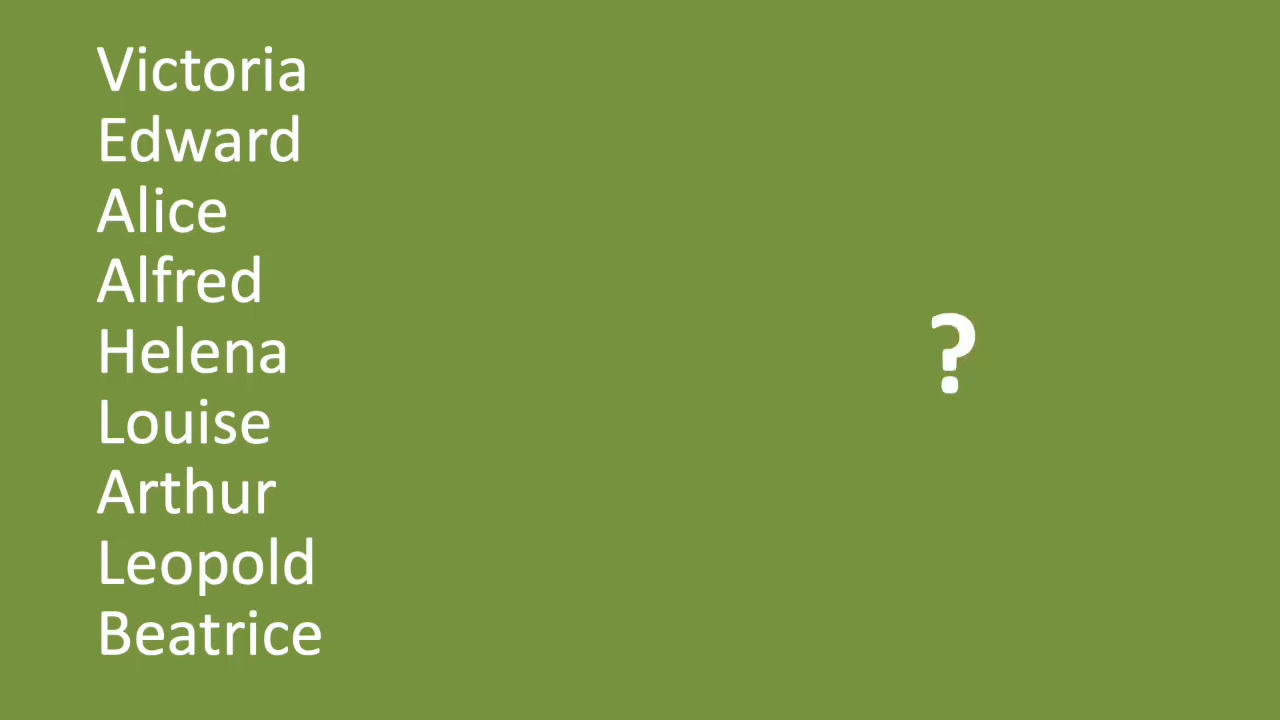 Victoria
Edward
Alice
Alfred
Helena
Louise
Arthur
Leopold
Beatrice
?